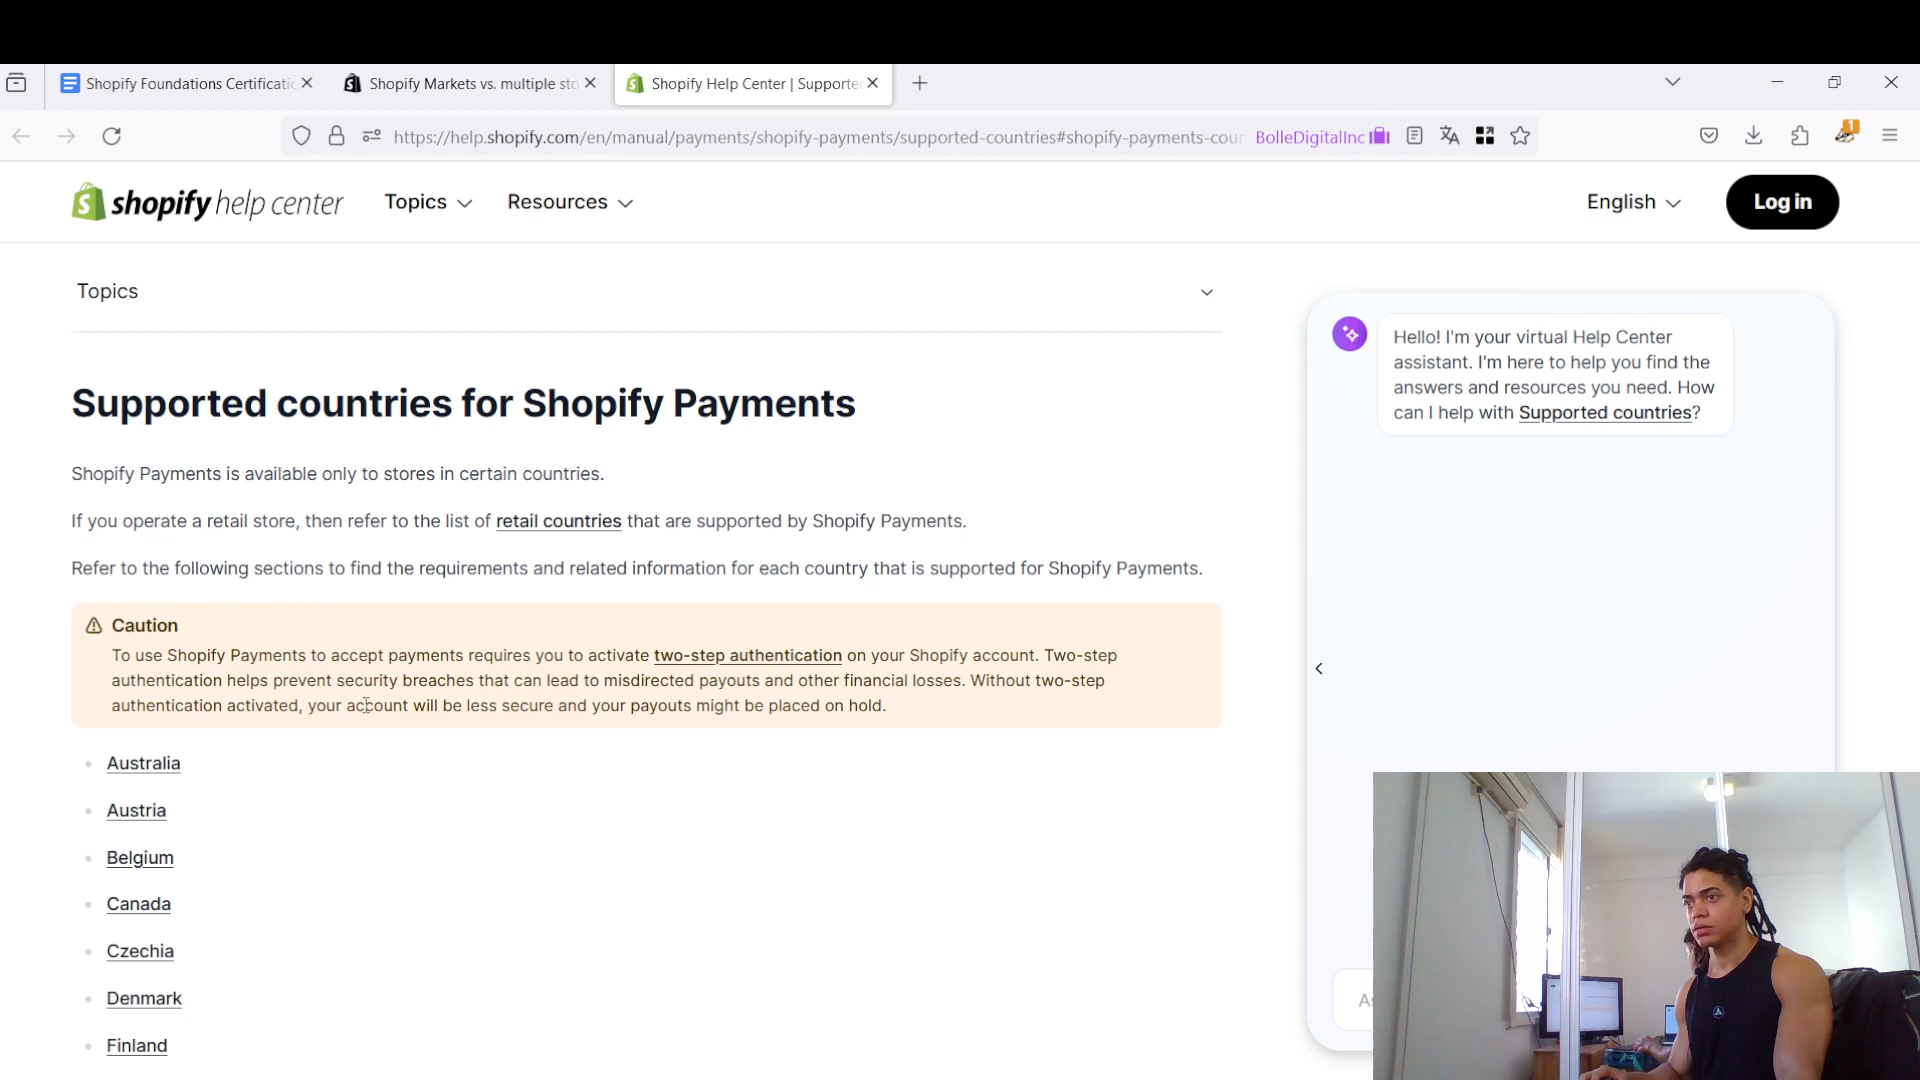 Shopify Foundations Certificati
Shopify Markets vs. multiple sto
Shopify Help Center | Supporte
https://help.shopify.com/en/manual/payments/shopify-payments/supported-countries#shopify-payments-cour
BolleDigitalInc
1
shopify help center
Topics
Resources
English
Log in
Topics
Supported countries for Shopify Payments
Shopify Payments is available only to stores in certain countries.
If you operate a retail store, then refer to the list of retail countries that are supported by Shopify Payments.
Refer to the following sections to find the requirements and related information for each country that is supported for Shopify Payments.
Caution
To use Shopify Payments to accept payments requires you to activate two-step authentication on your Shopify account. Two-step
authentication helps prevent security breaches that can lead to misdirected payouts and other financial losses. Without two-step
authentication activated, your account will be less secure and your payouts might be placed on hold.
Australia
Austria
Belgium
Canada
Czechia
Denmark
Finland
Hello! I'm your virtual Help Center
assistant. I'm here to help you find the
answers and resources you need. How
can I help with Supported countries?